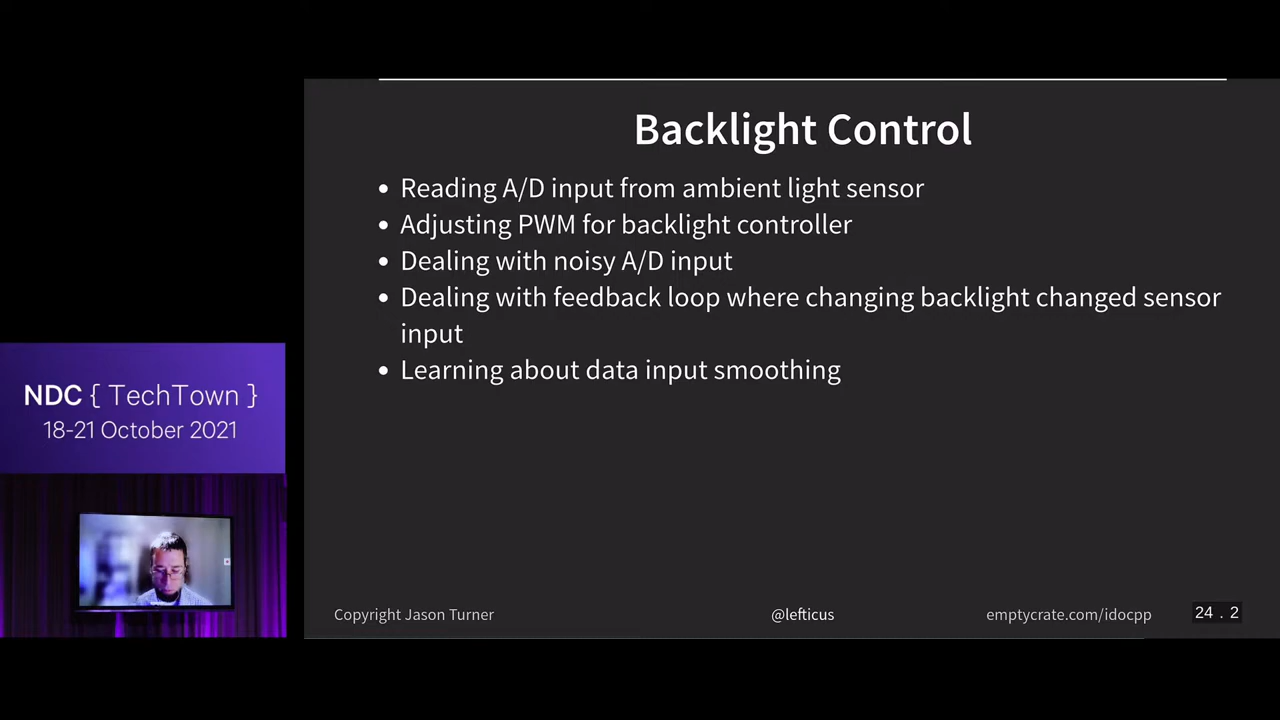 Backlight Control
• Reading A/D input from ambient light sensor
• Adjusting PWM for backlight controller
• Dealing with noisy A/D input
• Dealing with feedback loop where changing backlight changed sensor
input
• Learning about data input smoothing
NDC { TechTown }
18-21 October 2021
Copyright Jason Turner
@lefticus
emptycrate.com/idocpp
24 . 2